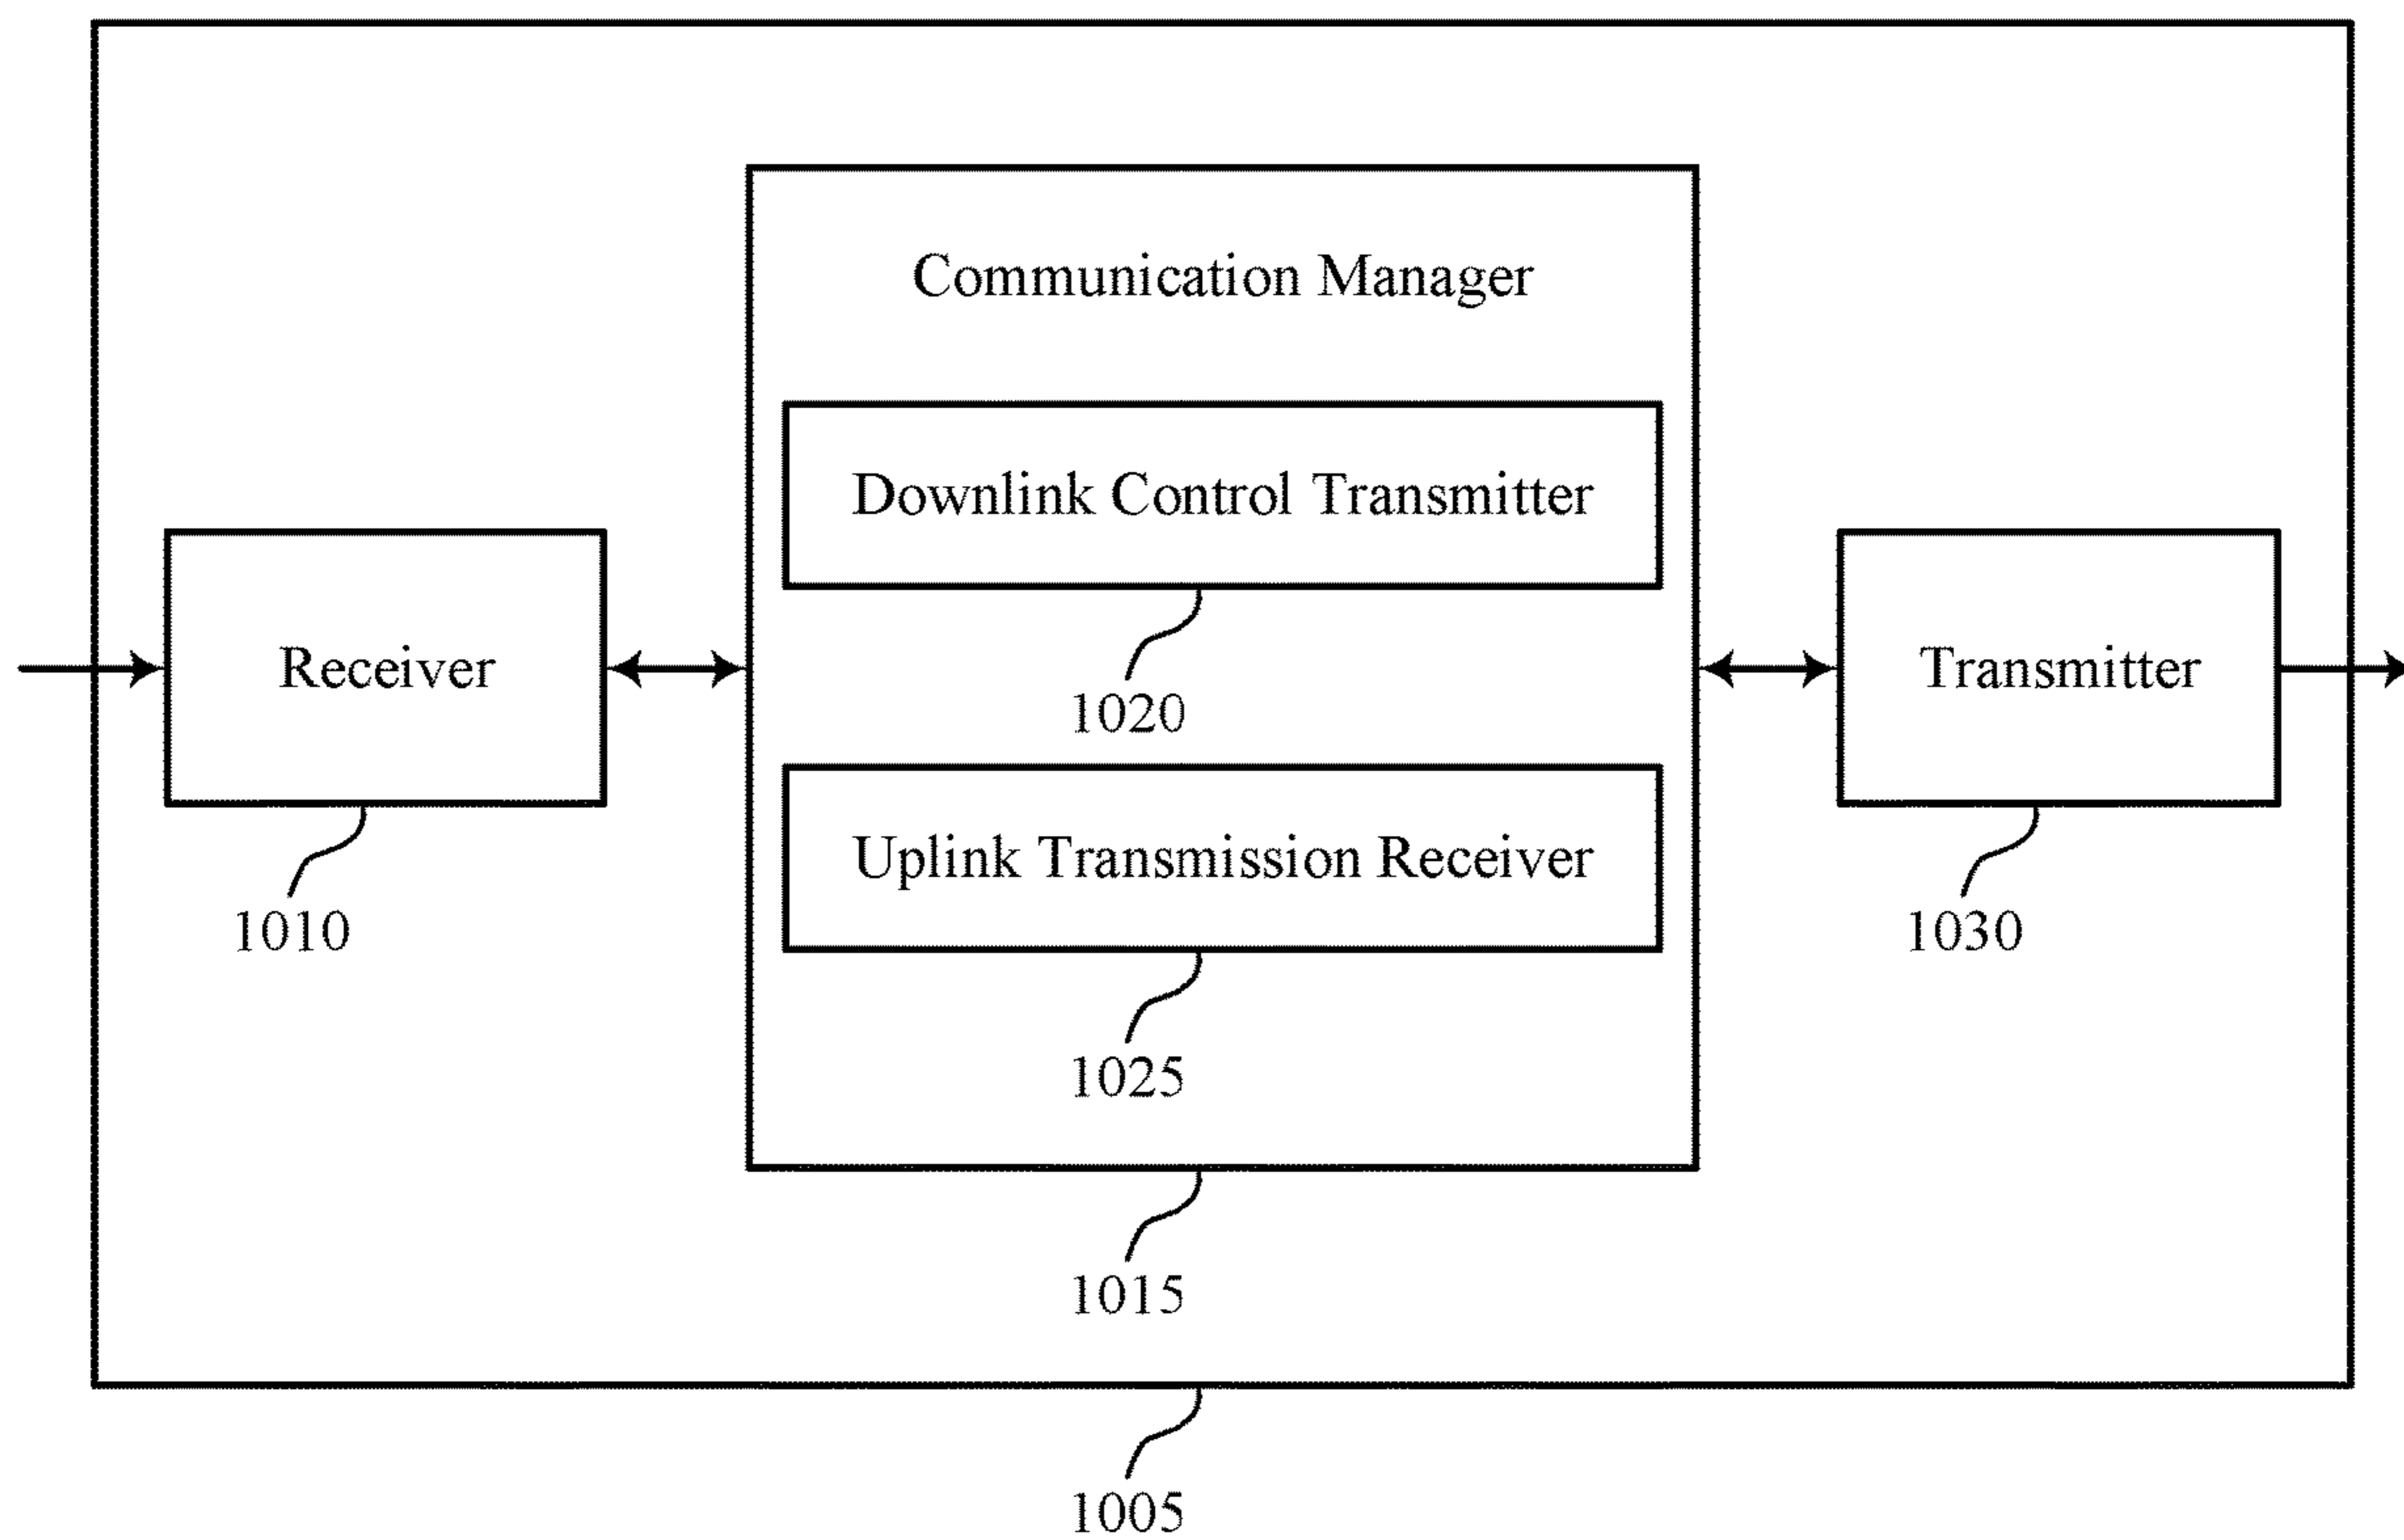 Communication Manager
Downlink Control Transmitter
Receiver
Transmitter
1020
Uplink Transmission Receiver
1010
1030
1025
1015
1005